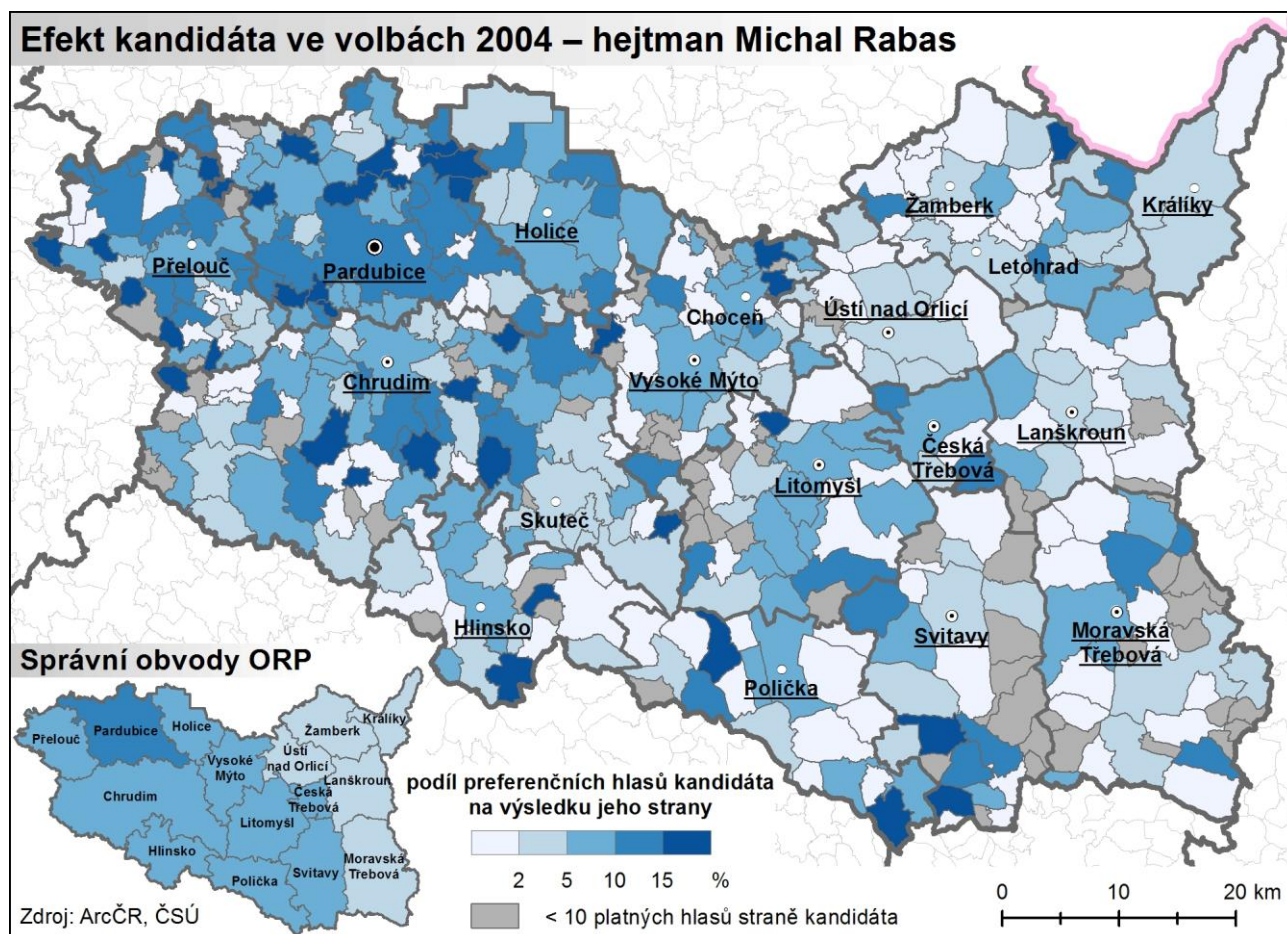 Efekt kandidáta ve volbách 2004 – hejtman Michal Rabas
Žamberk
Králíky
Holice
Přelouč
Pardubice
Letohrad
Ústí nad Orlicí
Choceň
Chrudim
Vysoké Mýto
Česká
Třebová
Lanškroun
Litomyšl
Skuteč
Hlinsko
Svitavy
Moravská
Třebová
Polička
Správní obvody ORP
Králíky
Žamberk
Pardubice
Holice
Přelouč
Ústí
nad Orlicí
Vysoké
Mýto
Lanškroun
Chrudim
Česká
Třebová
Litomyšl
Hlinsko
Moravská
Třebová
Polička
Svitavy
Zdroj: ArcČR, ČSÚ
podíl preferenčních hlasů kandidáta
na výsledku jeho strany
2 5 10 15 %
< 10 platných hlasů straně kandidáta
0 10 20 km